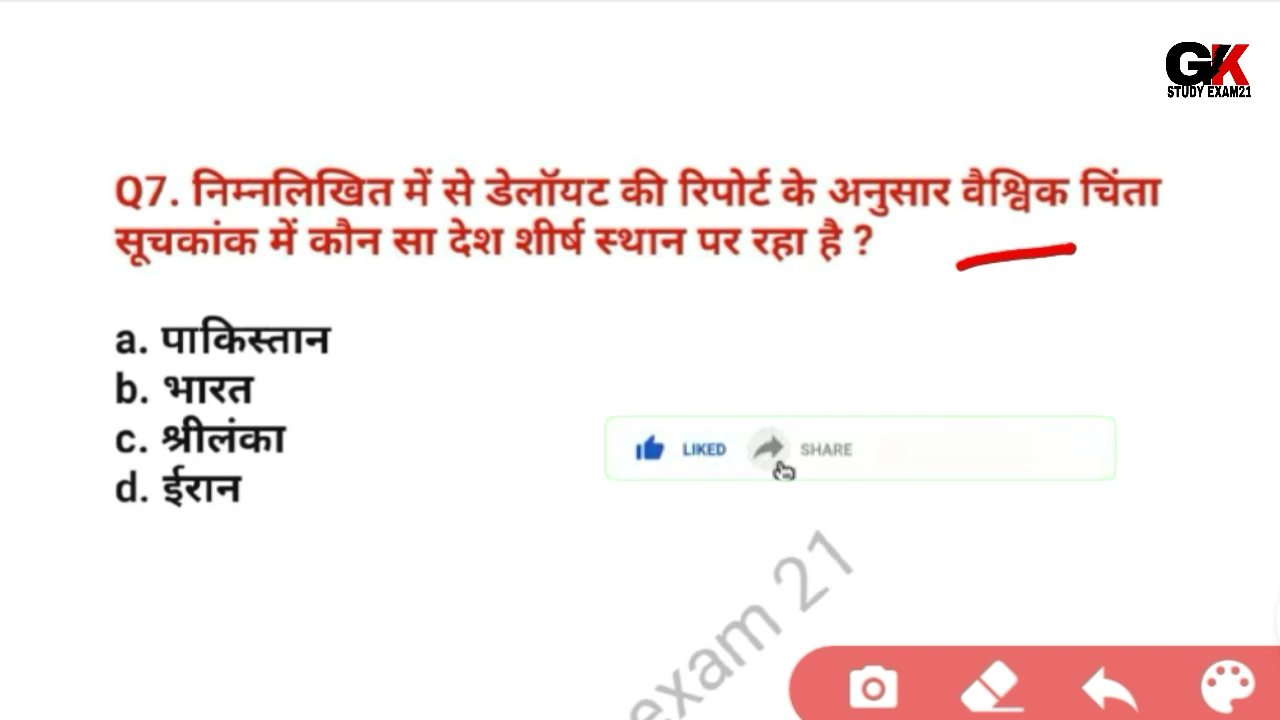 GK
STUDY EXAM21
Q7. निम्नलिखित में से डेलॉयट की रिपोर्ट के अनुसार वैश्विक चिंता
सूचकांक में कौन सा देश शीर्ष स्थान पर रहा है ?
a. पाकिस्तान
b. भारत
c. श्रीलंका
d. ईरान
LIKED SHARE
exam 21